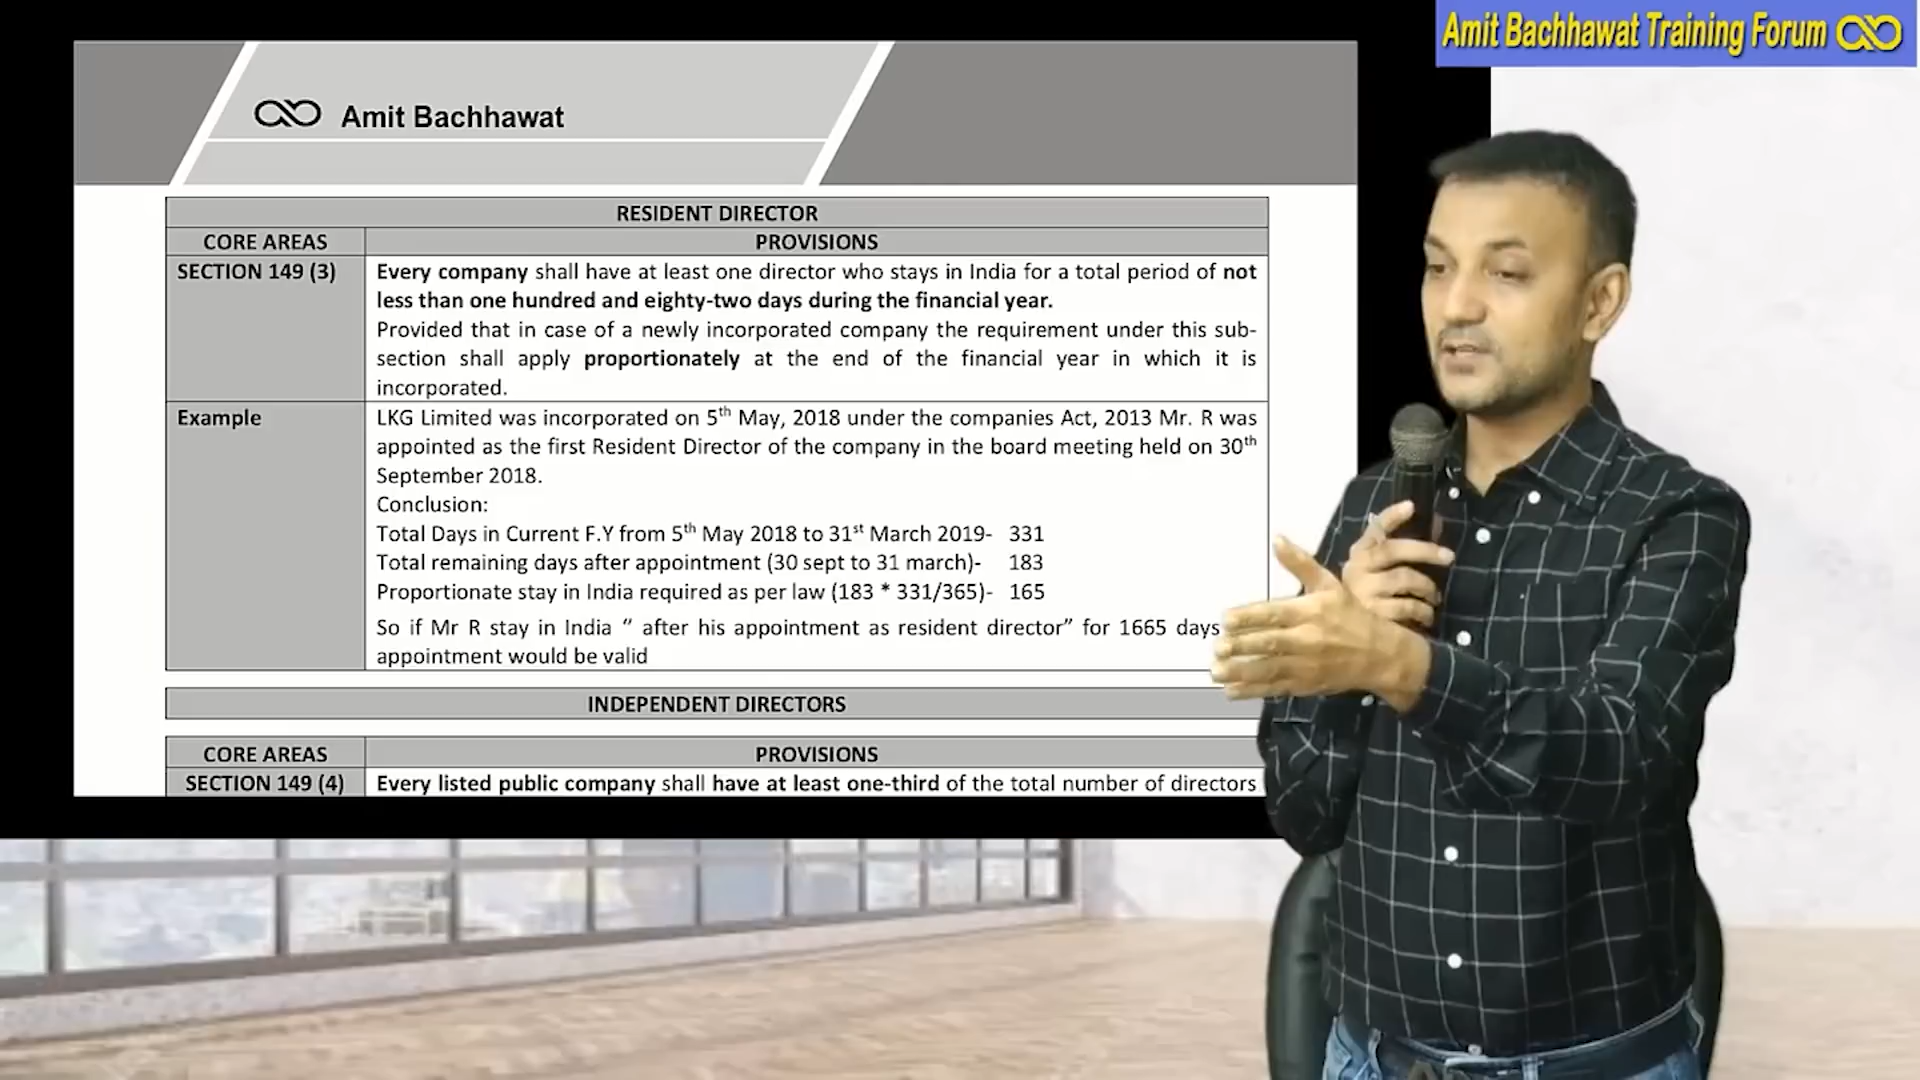 Amit Bachhawat Training Forum
Amit Bachhawat
RESIDENT DIRECTOR
CORE AREAS PROVISIONS
SECTION 149 (3) Every company shall have at least one director who stays in India for a total period of not
less than one hundred and eighty-two days during the financial year.
Provided that in case of a newly incorporated company the requirement under this sub-
section shall apply proportionately at the end of the financial year in which it is
incorporated.
Example LKG Limited was incorporated on 5th May, 2018 under the companies Act, 2013 Mr. R was
appointed as the first Resident Director of the company in the board meeting held on 30th
September 2018.
Conclusion:
Total Days in Current F.Y from 5th May 2018 to 31st March 2019- 331
Total remaining days after appointment (30 sept to 31 march)- 183
Proportionate stay in India required as per law (183 * 331/365)- 165
So if Mr R stay in India “ after his appointment as resident director” for 1665 days
appointment would be valid
INDEPENDENT DIRECTORS
CORE AREAS PROVISIONS
SECTION 149 (4) Every listed public company shall have at least one-third of the total number of directors